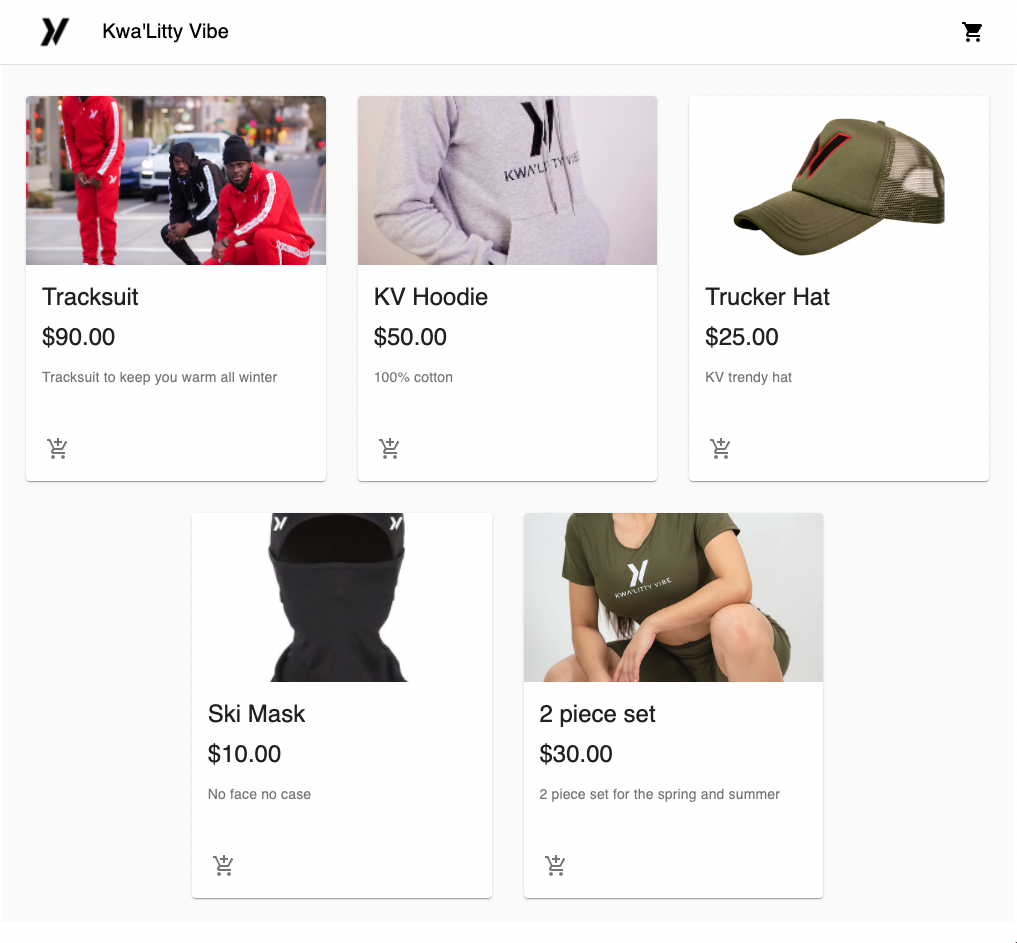 Kwa'Litty Vibe
KWA'LITTY VIBE
Tracksuit
$90.00
Tracksuit to keep you warm all winter
KV Hoodie
$50.00
100% cotton
Trucker Hat
$25.00
KV trendy hat
KWA'LITTY VIBE
Ski Mask
$10.00
No face no case
2 piece set
$30.00
2 piece set for the spring and summer